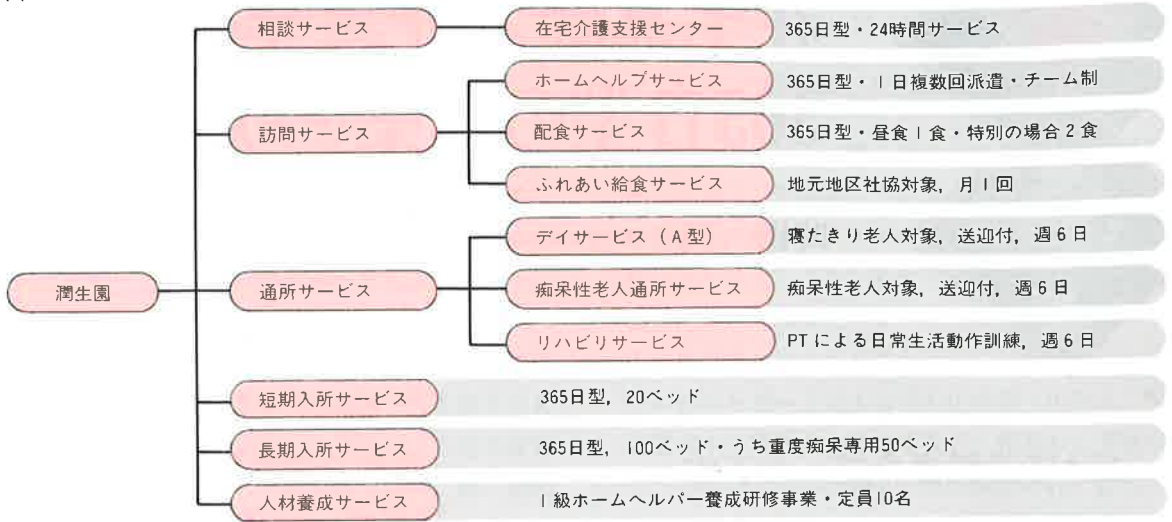 相談サービス
在宅介護支援センター
365日型・24時間サービス
ホームヘルプサービス
365日型・1日複数回派遣・チーム制
訪問サービス
配食サービス
365日型・昼食1食・特別の場合2食
ふれあい給食サービス
地元地区社協対象，月1回
デイサービス（A型）
寝たきり老人対象，送迎付，週6日
潤生園
通所サービス
痴呆性老人通所サービス
痴呆性老人対象，送迎付，週6日
リハビリサービス
PTによる日常生活動作訓練，週6日
短期入所サービス
365日型，20ベッド
長期入所サービス
365日型，100ベッド・うち重度痴呆専用50ベッド
人材養成サービス
1級ホームヘルパー養成研修事業・定員10名